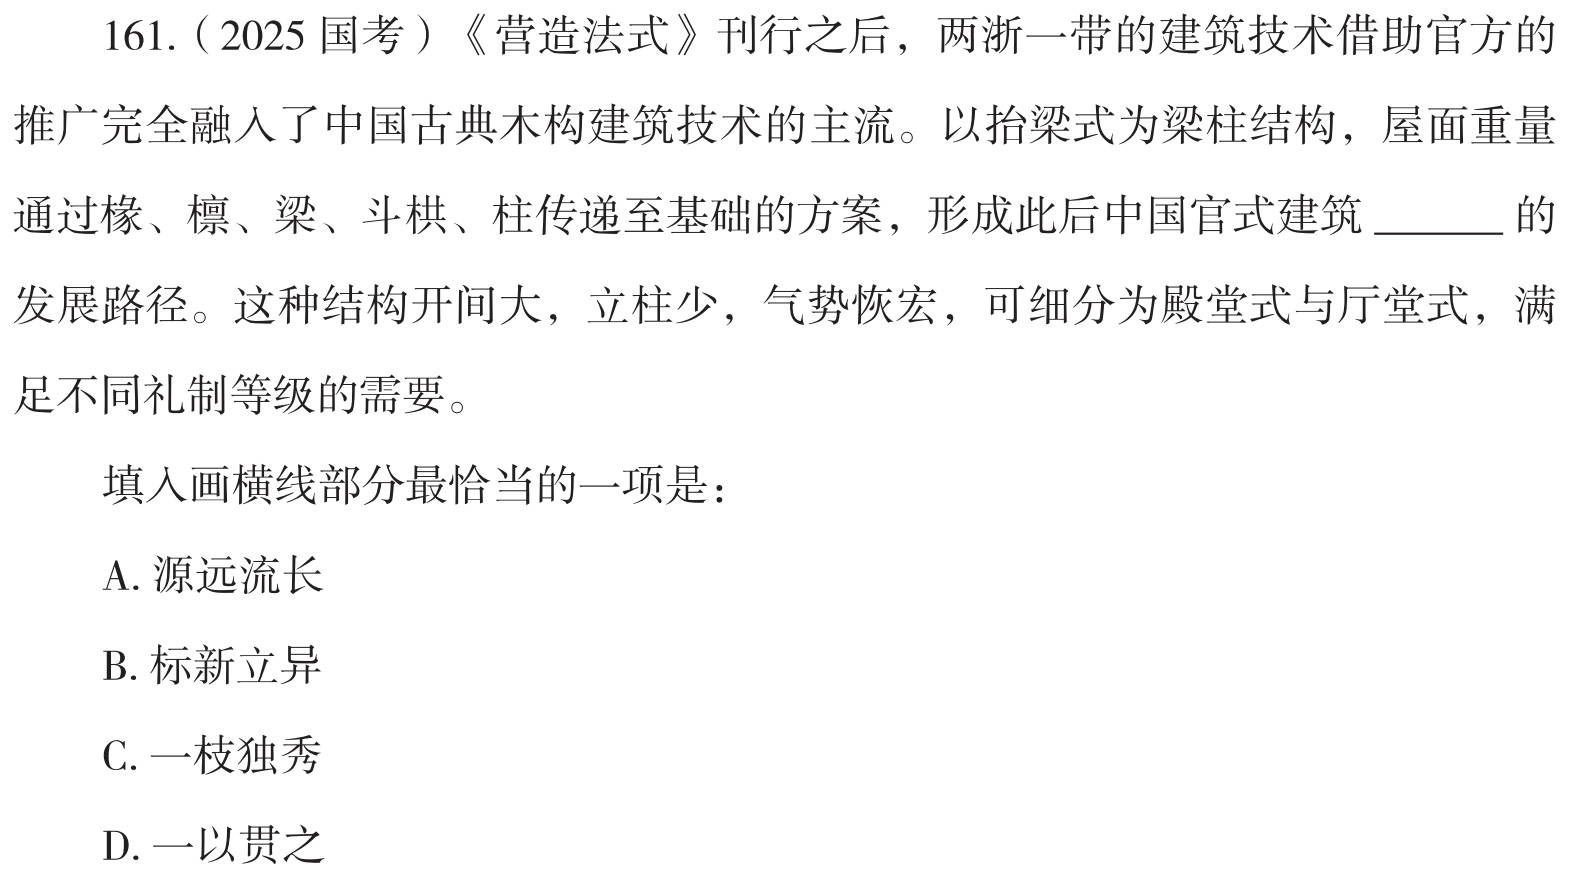 161.（2025 国考）《营造法式》刊行之后，两浙一带的建筑技术借助官方的
推广完全融入了中国古典木构建筑技术的主流。以抬梁式为梁柱结构，屋面重量
通过椽、檩、梁、斗栱、柱传递至基础的方案，形成此后中国官式建筑 ______ 的
发展路径。这种结构开间大，立柱少，气势恢宏，可细分为殿堂式与厅堂式，满
足不同礼制等级的需要。
填入画横线部分最恰当的一项是：
A. 源远流长
B. 标新立异
C. 一枝独秀
D. 一以贯之